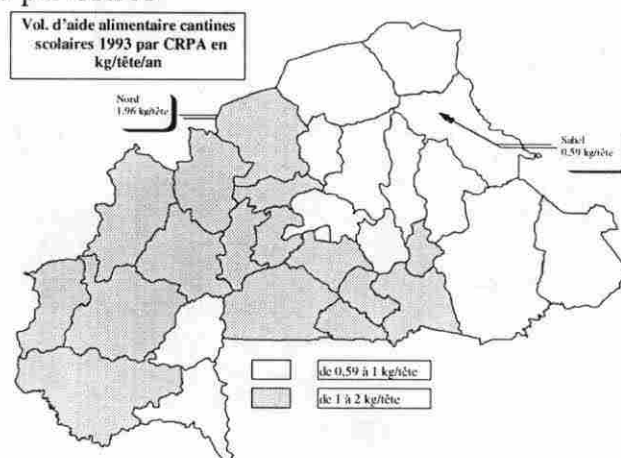 Vol. d'aide alimentaire cantines
scolaires 1993 par CRPA en
kg/tête/an
Nord
1.96 kg/tête
Sahel
0.59 kg/tête
de 0,59 à 1 kg/tête
de 1 à 2 kg/tête